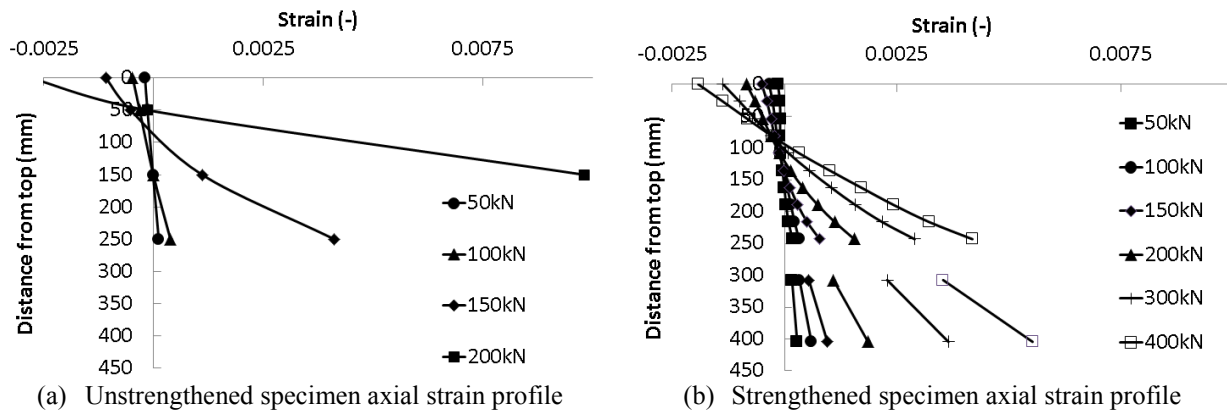 Strain (-)
-0.0025 0.0025 0.0075
Distance from top (mm)
0
50
100
150
200
250
300
350
400
450
50kN
100kN
150kN
200kN
(a) Unstrengthened specimen axial strain profile
Strain (-)
-0.0025 0.0025 0.0075
Distance from top (mm)
0
50
100
150
200
250
300
350
400
450
50kN
100kN
150kN
200kN
300kN
400kN
(b) Strengthened specimen axial strain profile